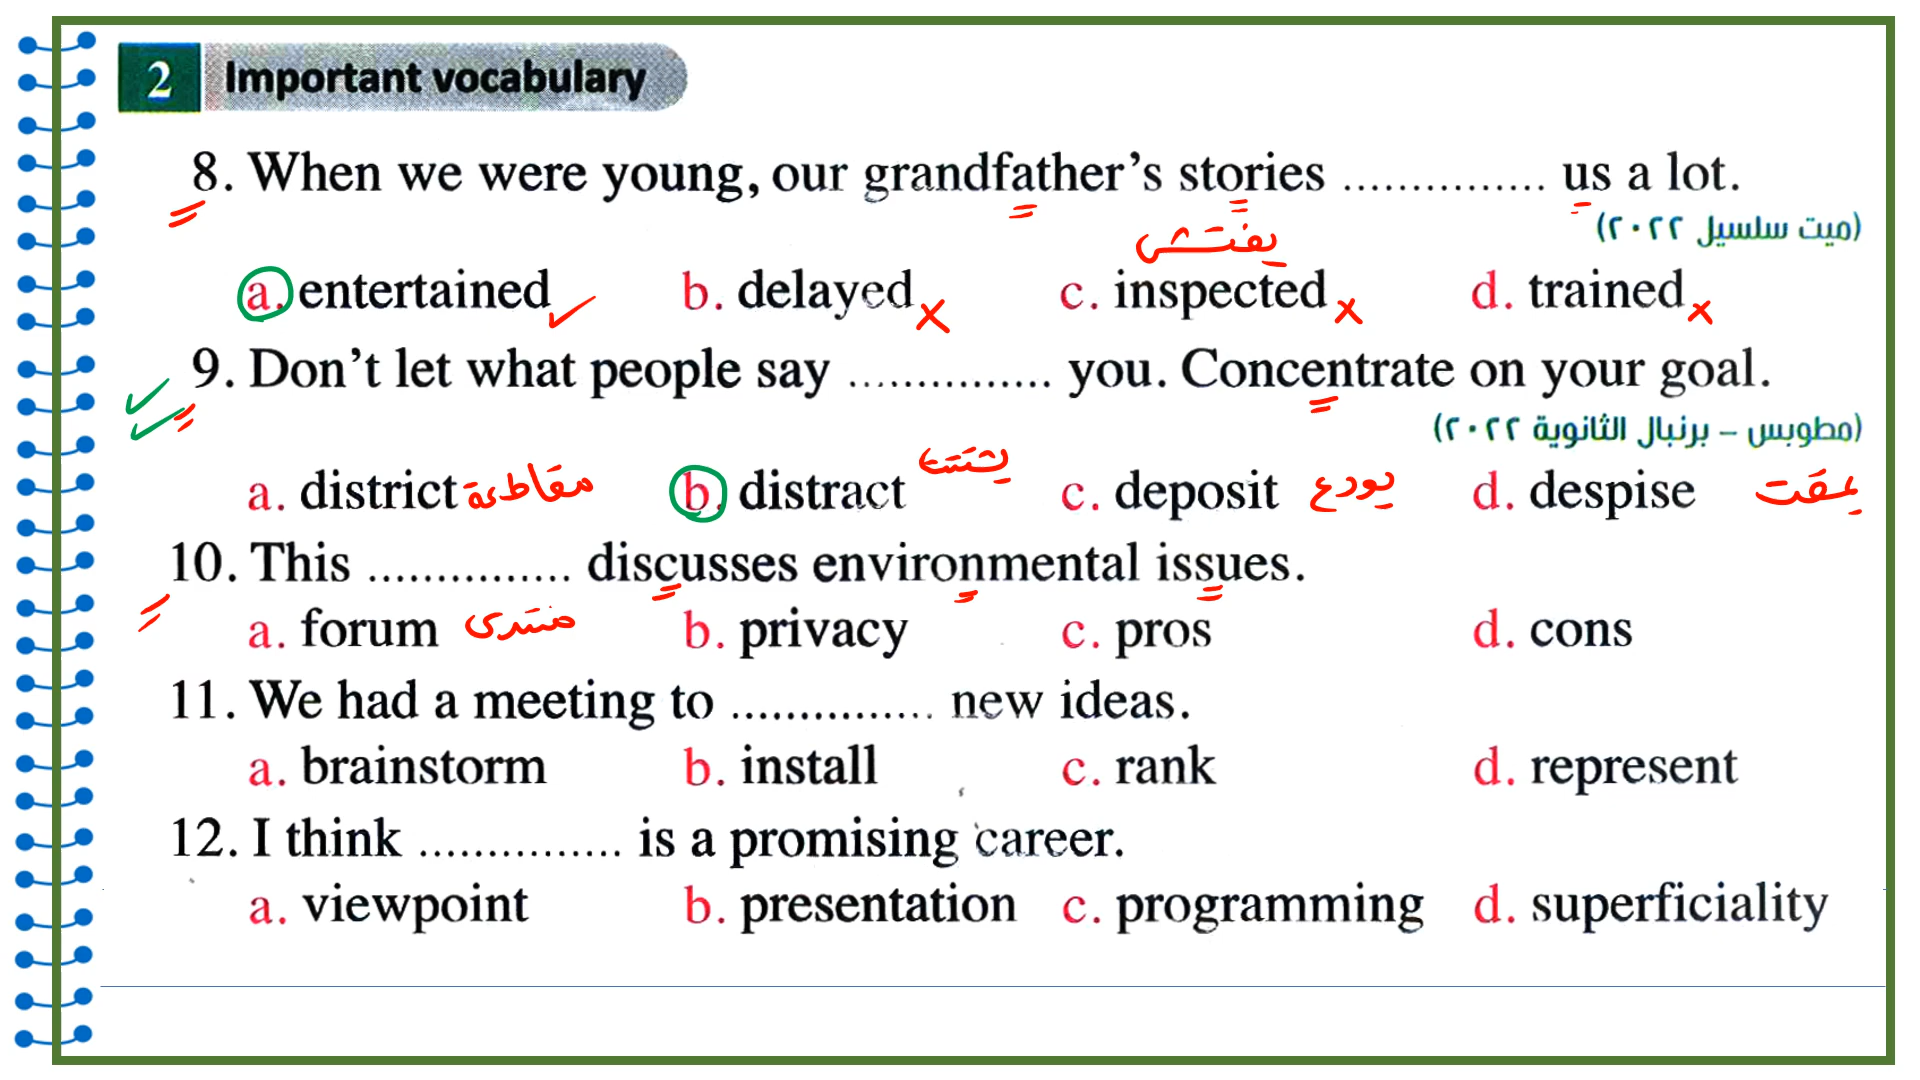 2 Important vocabulary
8. When we were young, our grandfather's stories ............... us a lot.
(ميت سلسيل ٢٠٢٢)
يفتش
a. entertained b. delayed c. inspected d. trained
9. Don't let what people say ............... you. Concentrate on your goal.
(مطوبس – برنبال الثانوية ٢٠٢٢)
a. district مقاطعة b. distract يشتت c. deposit يودع d. despise يمقت
10. This ............... discusses environmental issues.
a. forum منتدى b. privacy c. pros d. cons
11. We had a meeting to ............... new ideas.
a. brainstorm b. install c. rank d. represent
12. I think ............... is a promising career.
a. viewpoint b. presentation c. programming d. superficiality